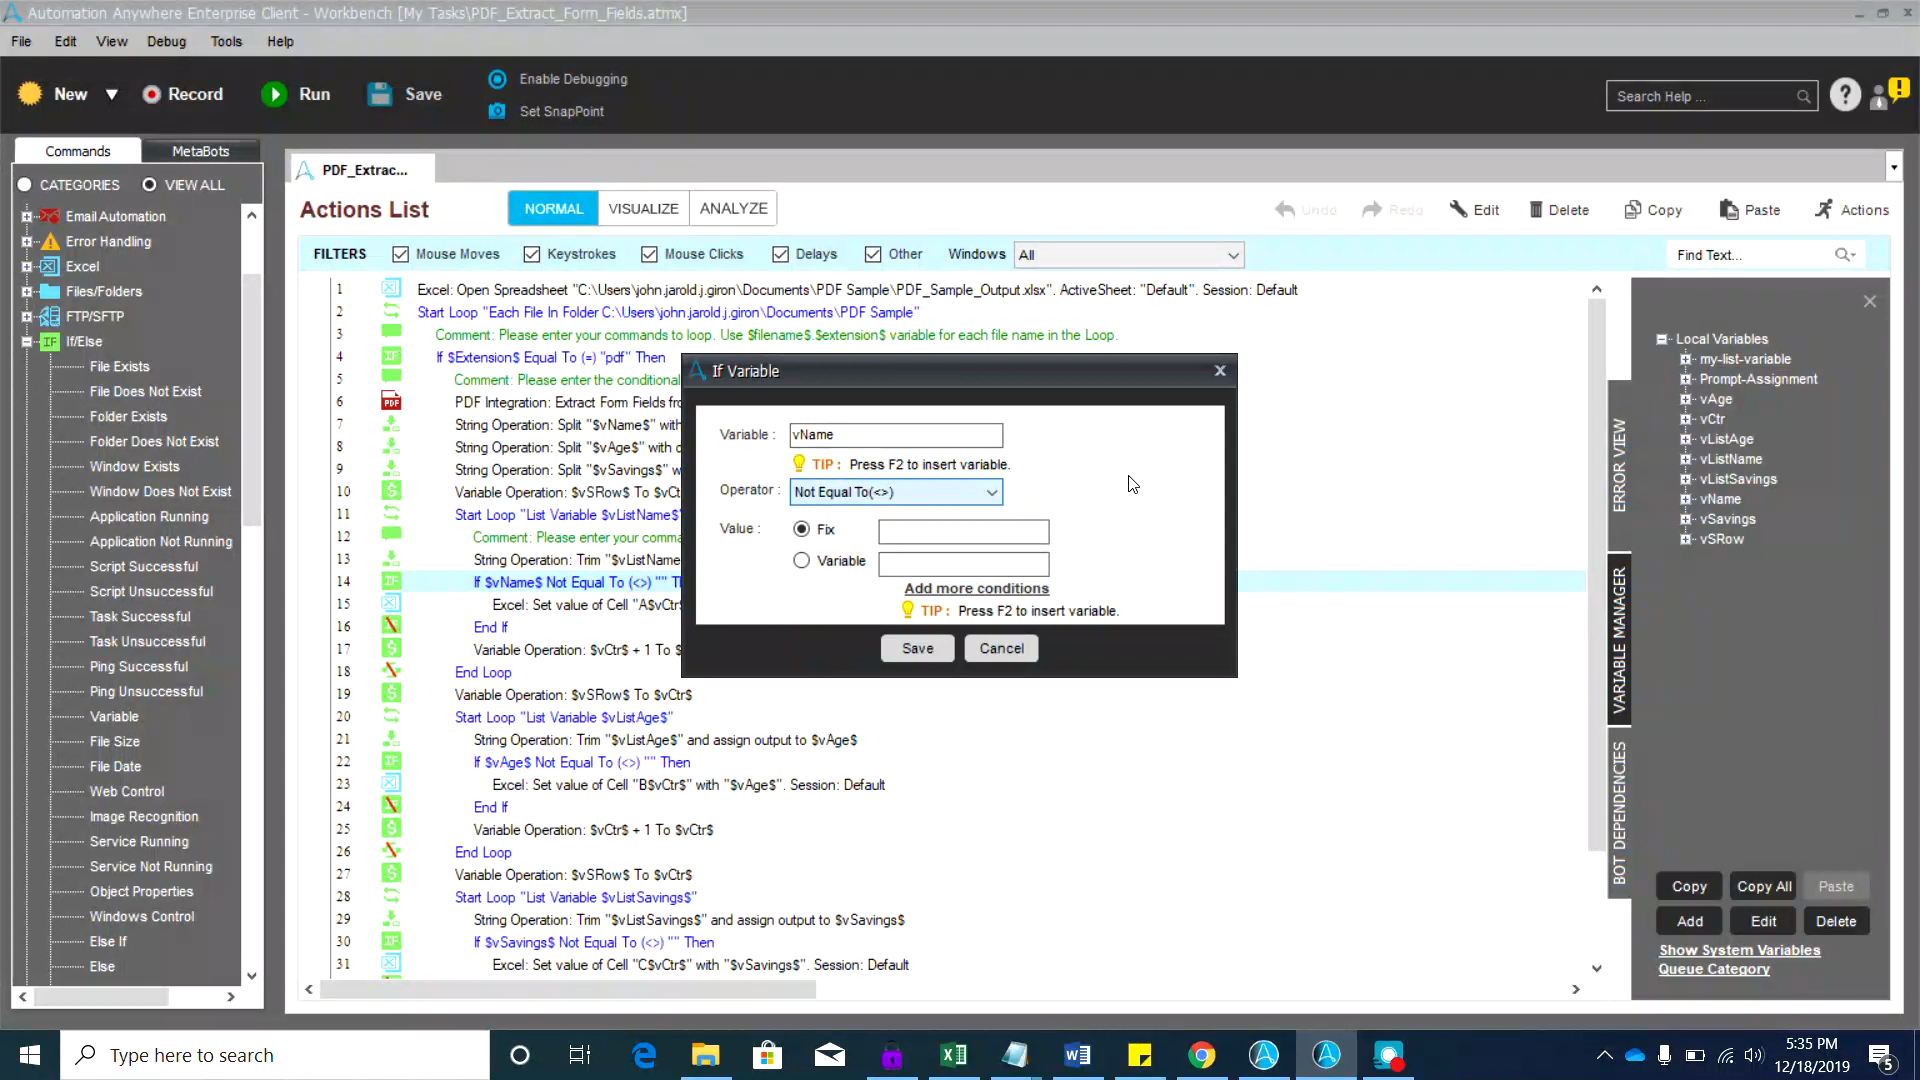 Automation Anywhere Enterprise Client - Workbench [My Tasks\PDF_Extract_Form_Fields.atmx]
File Edit View Debug Tools Help
New Record Run Save
Enable Debugging
Set SnapPoint
Search Help ...
Commands MetaBots
CATEGORIES VIEW ALL
Email Automation
Error Handling
Excel
Files/Folders
FTP/SFTP
If/Else
File Exists
File Does Not Exist
Folder Exists
Folder Does Not Exist
Window Exists
Window Does Not Exist
Application Running
Application Not Running
Script Successful
Script Unsuccessful
Task Successful
Task Unsuccessful
Ping Successful
Ping Unsuccessful
Variable
File Size
File Date
Web Control
Image Recognition
Service Running
Service Not Running
Object Properties
Windows Control
Else If
Else
PDF_Extrac...
Actions List
NORMAL VISUALIZE ANALYZE
Undo Redo Edit Delete Copy Paste Actions
FILTERS Mouse Moves Keystrokes Mouse Clicks Delays Other Windows All
Find Text...
1 Excel: Open Spreadsheet "C:\Users\john.jarold.j.giron\Documents\PDF Sample\PDF_Sample_Output.xlsx". ActiveSheet: "Default". Session: Default
2 Start Loop "Each File In Folder C:\Users\john.jarold.j.giron\Documents\PDF Sample"
3 Comment: Please enter your commands to loop. Use $filename$.$extension$ variable for each file name in the Loop.
4 IF If $Extension$ Equal To (=) "pdf" Then
5 Comment: Please enter the conditional
6 PDF PDF Integration: Extract Form Fields fro
7 String Operation: Split "$vName$" with
8 String Operation: Split "$vAge$" with d
9 String Operation: Split "$vSavings$" w
10 Variable Operation: $vSRow$ To $vC
11 Start Loop "List Variable $vListName$"
12 Comment: Please enter your comma
13 String Operation: Trim "$vListName
14 IF If $vName$ Not Equal To (<>) "" T
15 Excel: Set value of Cell "A$vCtr$
16 End If
17 Variable Operation: $vCtr$ + 1 To $
18 End Loop
19 Variable Operation: $vSRow$ To $vCtr$
20 Start Loop "List Variable $vListAge$"
21 String Operation: Trim "$vListAge$" and assign output to $vAge$
22 IF If $vAge$ Not Equal To (<>) "" Then
23 Excel: Set value of Cell "B$vCtr$" with "$vAge$". Session: Default
24 End If
25 Variable Operation: $vCtr$ + 1 To $vCtr$
26 End Loop
27 Variable Operation: $vSRow$ To $vCtr$
28 Start Loop "List Variable $vListSavings$"
29 String Operation: Trim "$vListSavings$" and assign output to $vSavings$
30 IF If $vSavings$ Not Equal To (<>) "" Then
31 Excel: Set value of Cell "C$vCtr$" with "$vSavings$". Session: Default
If Variable
Variable : vName
TIP : Press F2 to insert variable.
Operator : Not Equal To(<>)
Value : Fix
Variable
Add more conditions
TIP : Press F2 to insert variable.
Save Cancel
ERROR VIEW
VARIABLE MANAGER
BOT DEPENDENCIES
Local Variables
my-list-variable
Prompt-Assignment
vAge
vCtr
vListAge
vListName
vListSavings
vName
vSavings
vSRow
Copy Copy All Paste
Add Edit Delete
Show System Variables
Queue Category
Type here to search
5:35 PM
12/18/2019
5